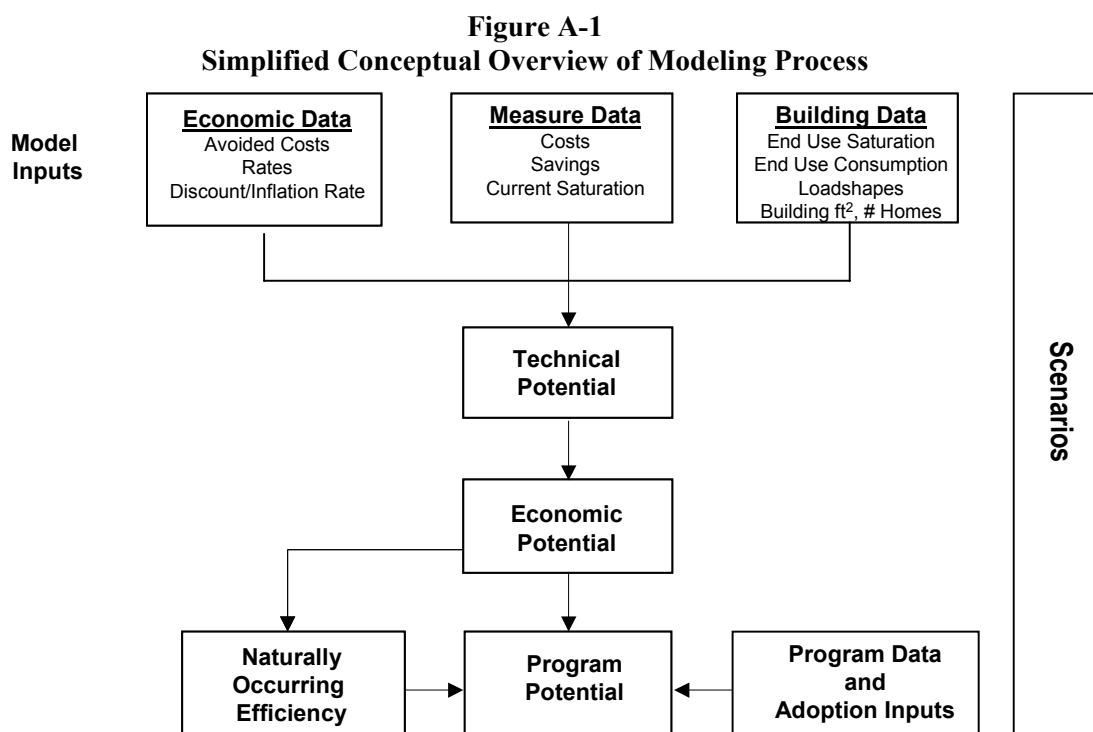 Figure A-1
Simplified Conceptual Overview of Modeling Process
Model
Inputs
Economic Data
Avoided Costs
Rates
Discount/Inflation Rate
Measure Data
Costs
Savings
Current Saturation
Building Data
End Use Saturation
End Use Consumption
Loadshapes
Building ft², # Homes
Scenarios
Technical
Potential
Economic
Potential
Naturally
Occurring
Efficiency
Program
Potential
Program Data
and
Adoption Inputs